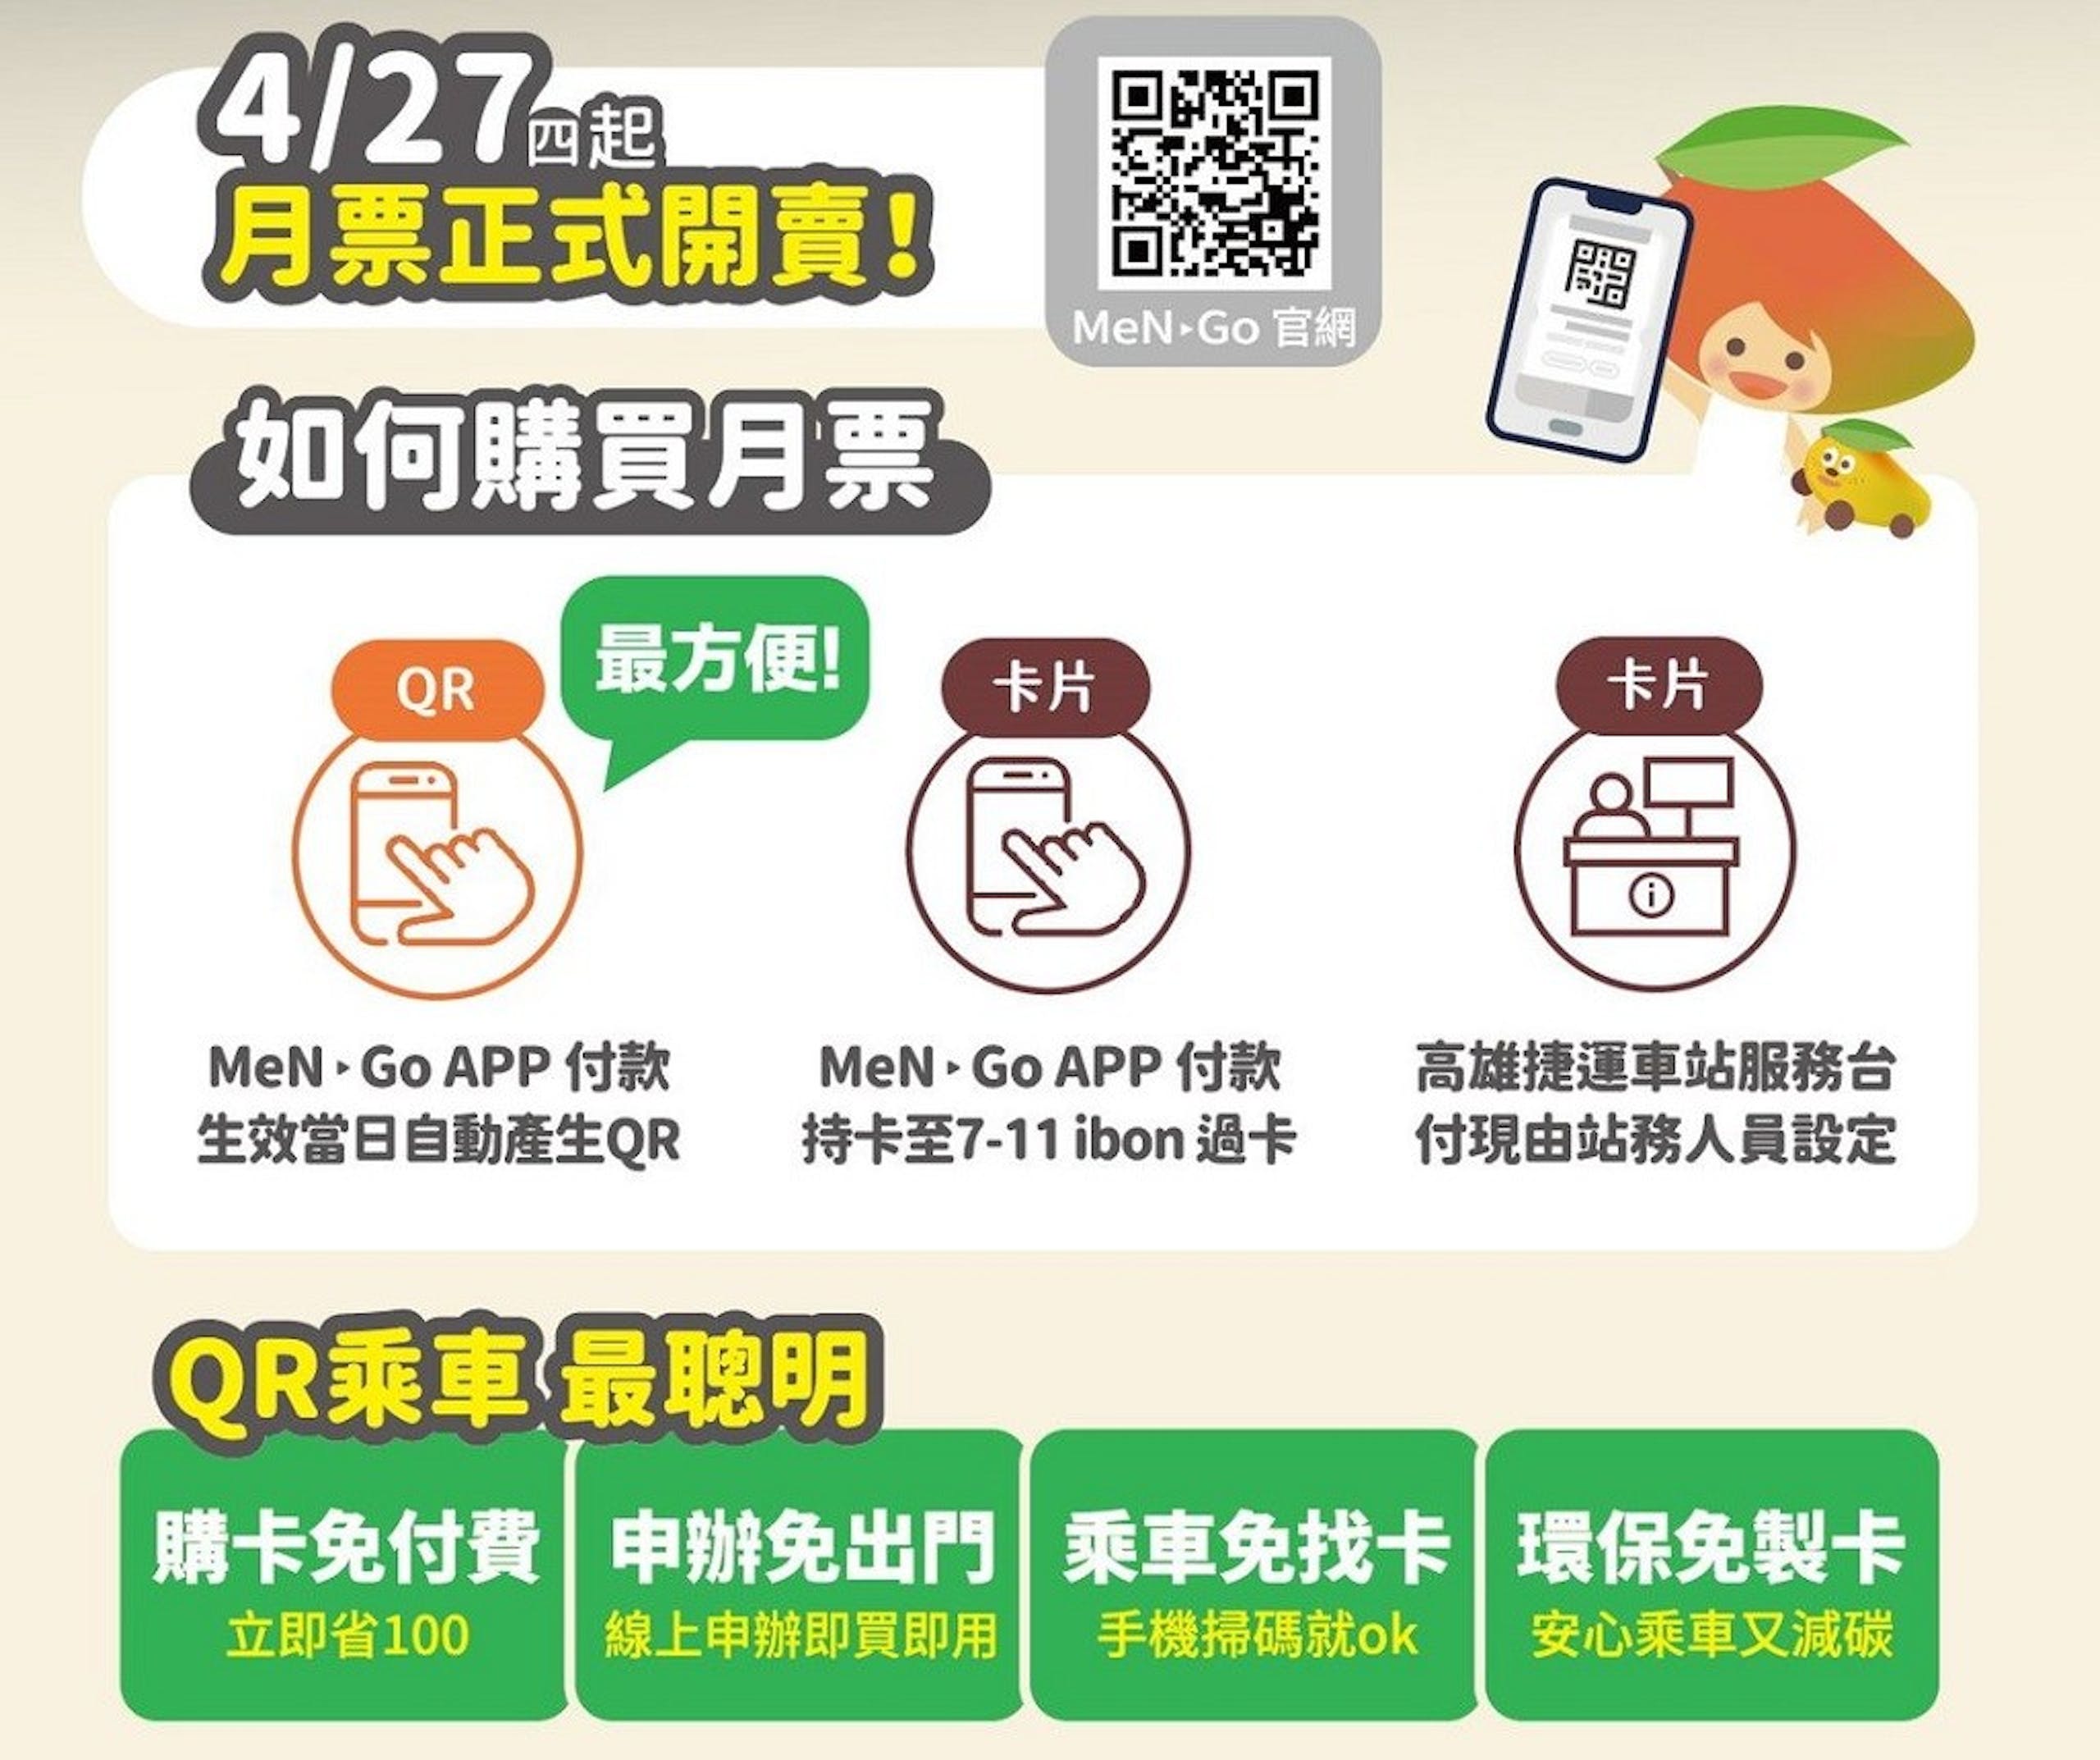 4/27四起
月票正式開賣！
MeN▸Go 官網
如何購買月票
QR
最方便!
MeN▸Go APP 付款
生效當日自動產生QR
卡片
MeN▸Go APP 付款
持卡至7-11 ibon 過卡
卡片
高雄捷運車站服務台
付現由站務人員設定
QR乘車 最聰明
購卡免付費
立即省100
申辦免出門
線上申辦即買即用
乘車免找卡
手機掃碼就ok
環保免製卡
安心乘車又減碳